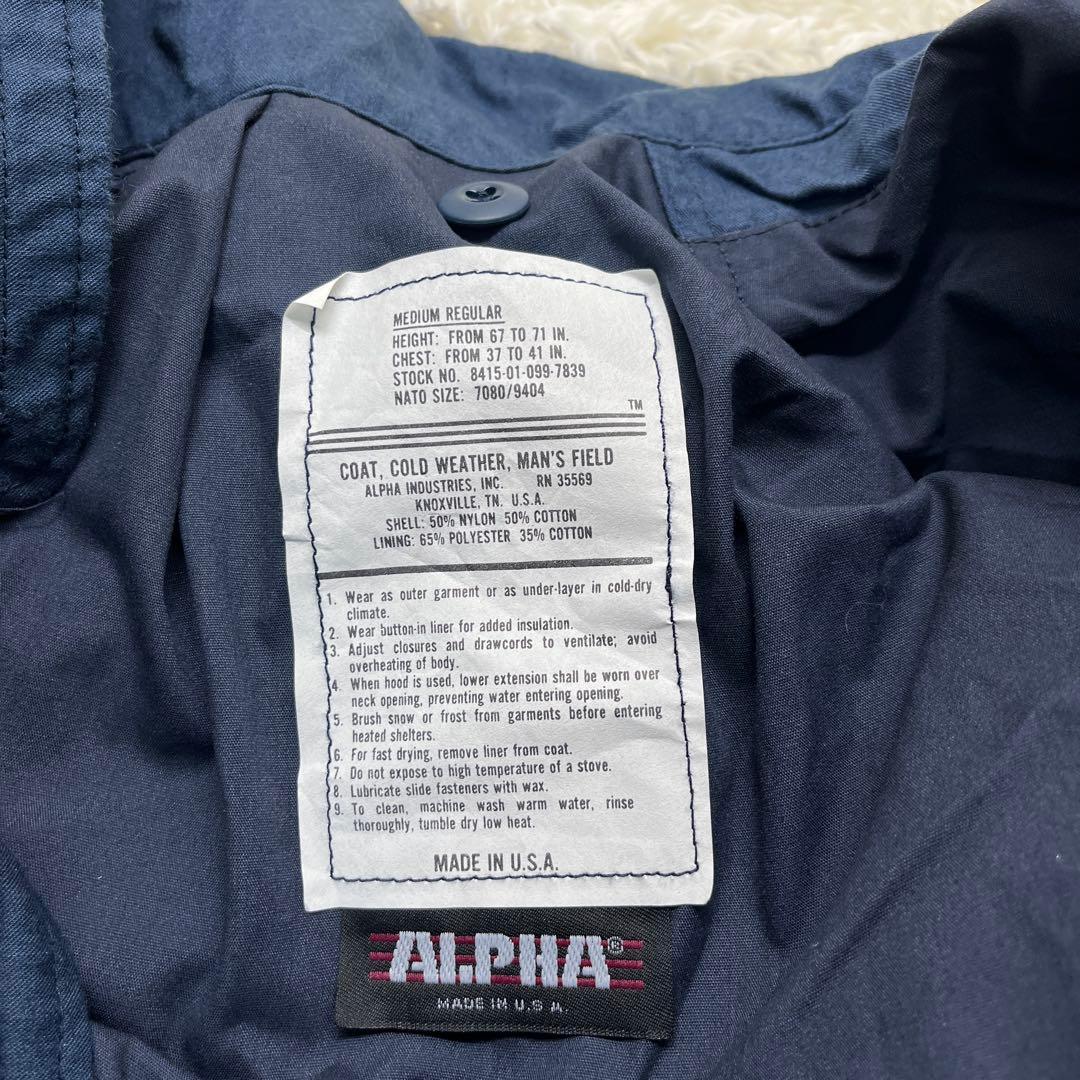 MEDIUM REGULAR
HEIGHT: FROM 67 TO 71 IN.
CHEST: FROM 37 TO 41 IN.
STOCK NO. 8415-01-099-7839
NATO SIZE: 7080/9404
TM
COAT, COLD WEATHER, MAN'S FIELD
ALPHA INDUSTRIES, INC. RN 35569
KNOXVILLE, TN. U.S.A.
SHELL: 50% NYLON 50% COTTON
LINING: 65% POLYESTER 35% COTTON
1. Wear as outer garment or as under-layer in cold-dry
climate.
2. Wear button-in liner for added insulation.
3. Adjust closures and drawcords to ventilate; avoid
overheating of body.
4. When hood is used, lower extension shall be worn over
neck opening, preventing water entering opening.
5. Brush snow or frost from garments before entering
heated shelters.
6. For fast drying, remove liner from coat.
7. Do not expose to high temperature of a stove.
8. Lubricate slide fasteners with wax.
9. To clean, machine wash warm water, rinse
thoroughly, tumble dry low heat.
MADE IN U.S.A.
ALPHA®
MADE IN U.S.A.